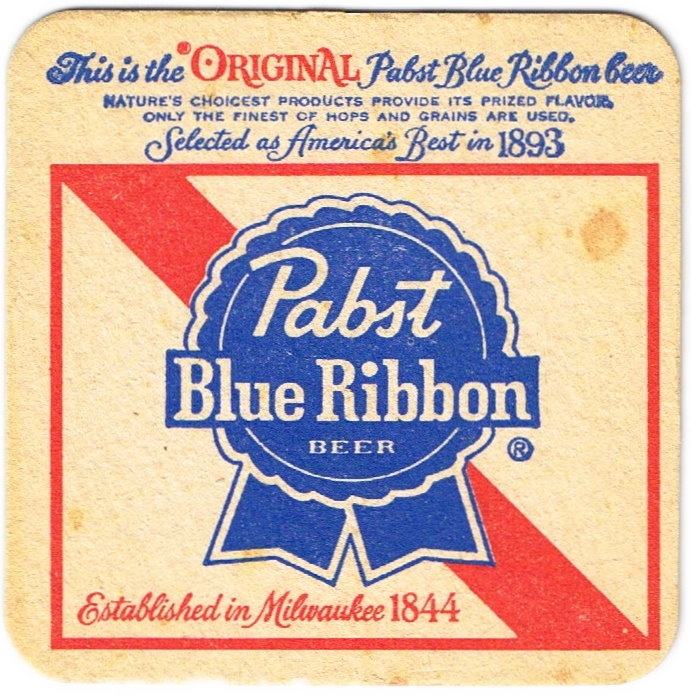 This is the ORIGINAL Pabst Blue Ribbon beer
NATURE'S CHOICEST PRODUCTS PROVIDE ITS PRIZED FLAVOR.
ONLY THE FINEST OF HOPS AND GRAINS ARE USED.
Selected as America's Best in 1893
Pabst
Blue Ribbon
BEER
®
Established in Milwaukee 1844